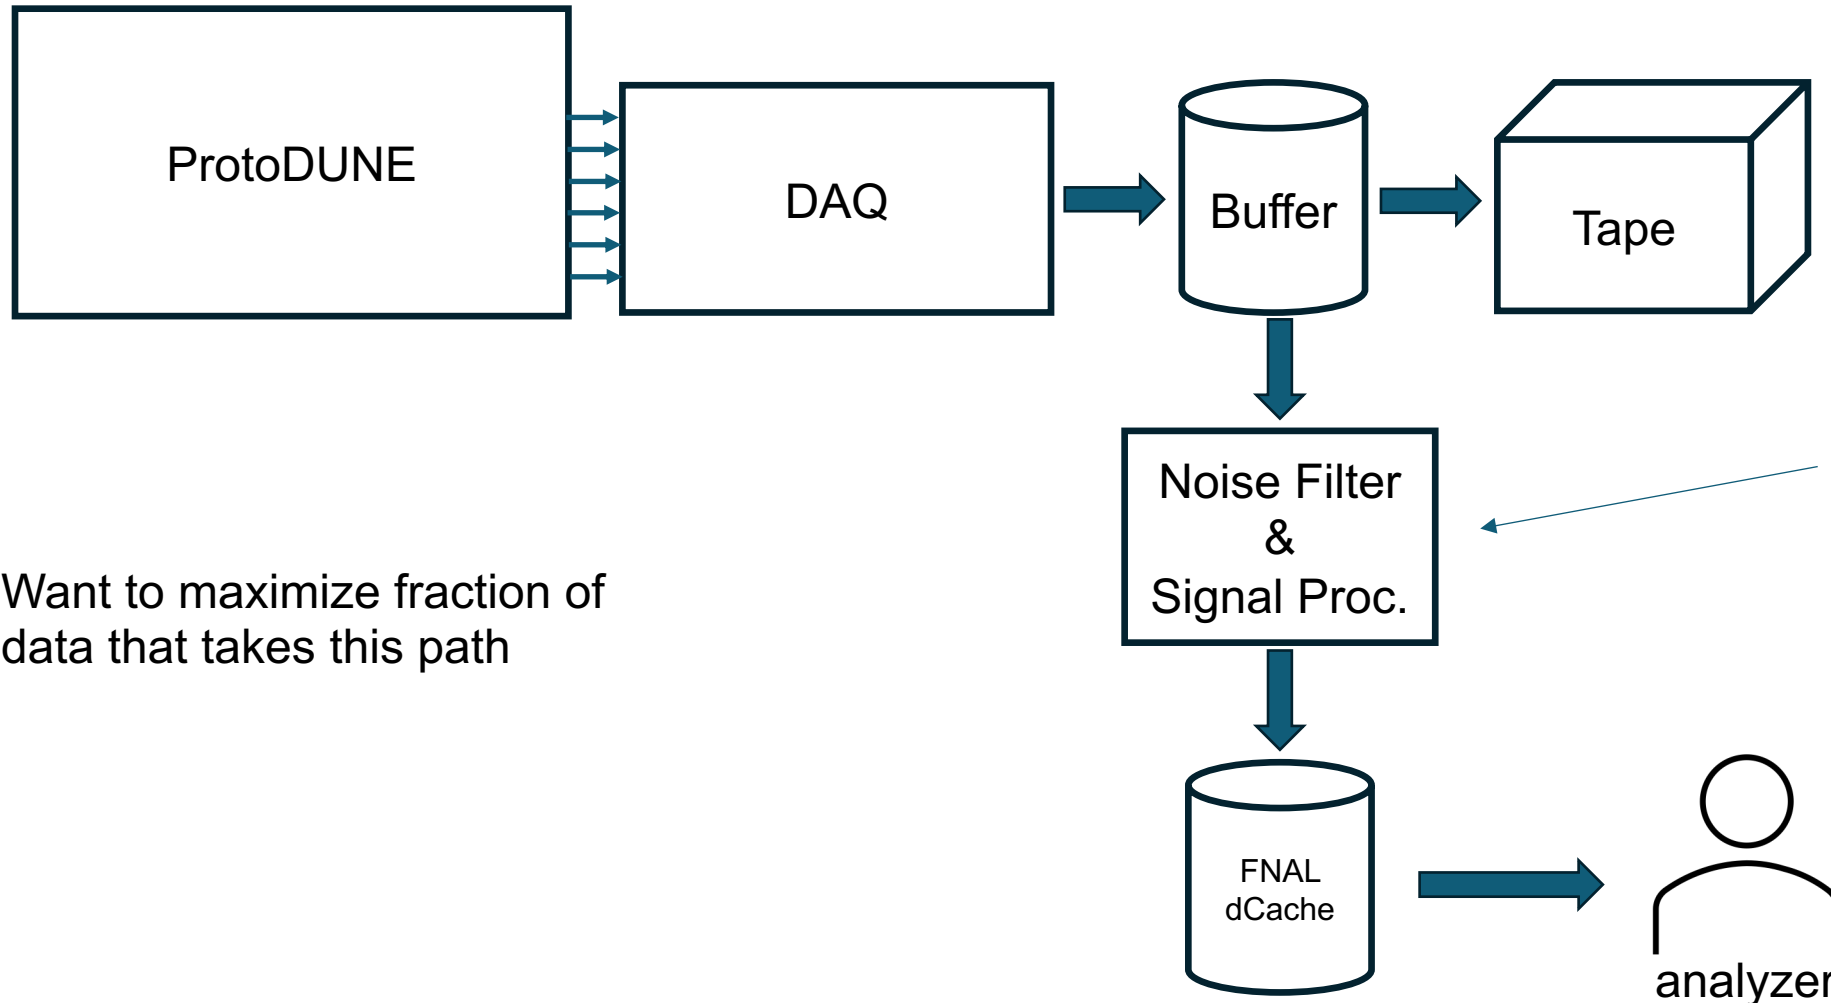 ProtoDUNE
DAQ
Buffer
Tape
Noise Filter
&
Signal Proc.
Want to maximize fraction of
data that takes this path
FNAL
dCache
analyzer